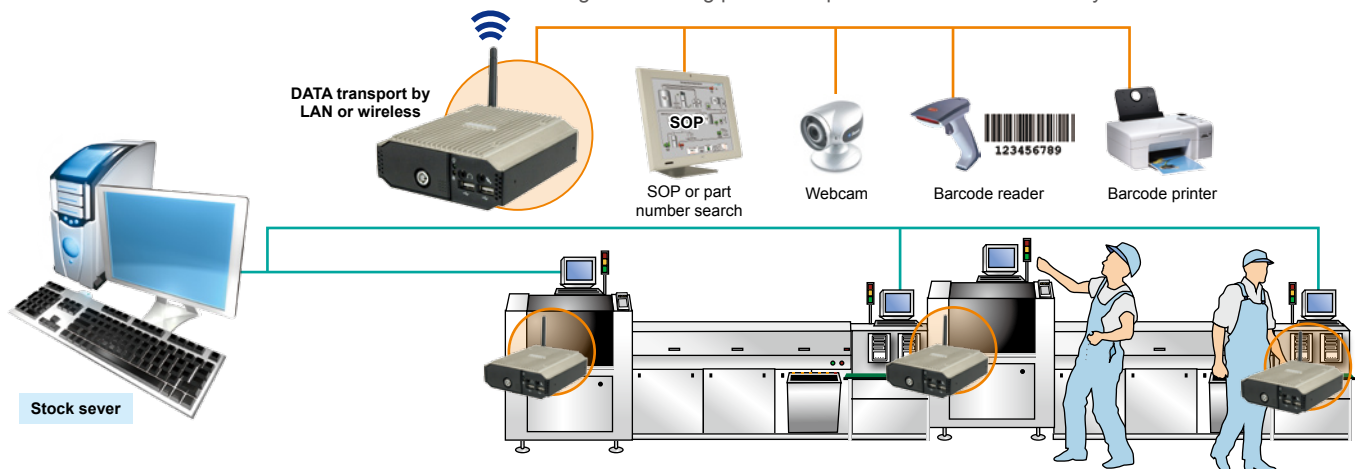 DATA transport by
LAN or wireless
SOP
123456789
SOP or part
number search
Webcam
Barcode reader
Barcode printer
Stock sever